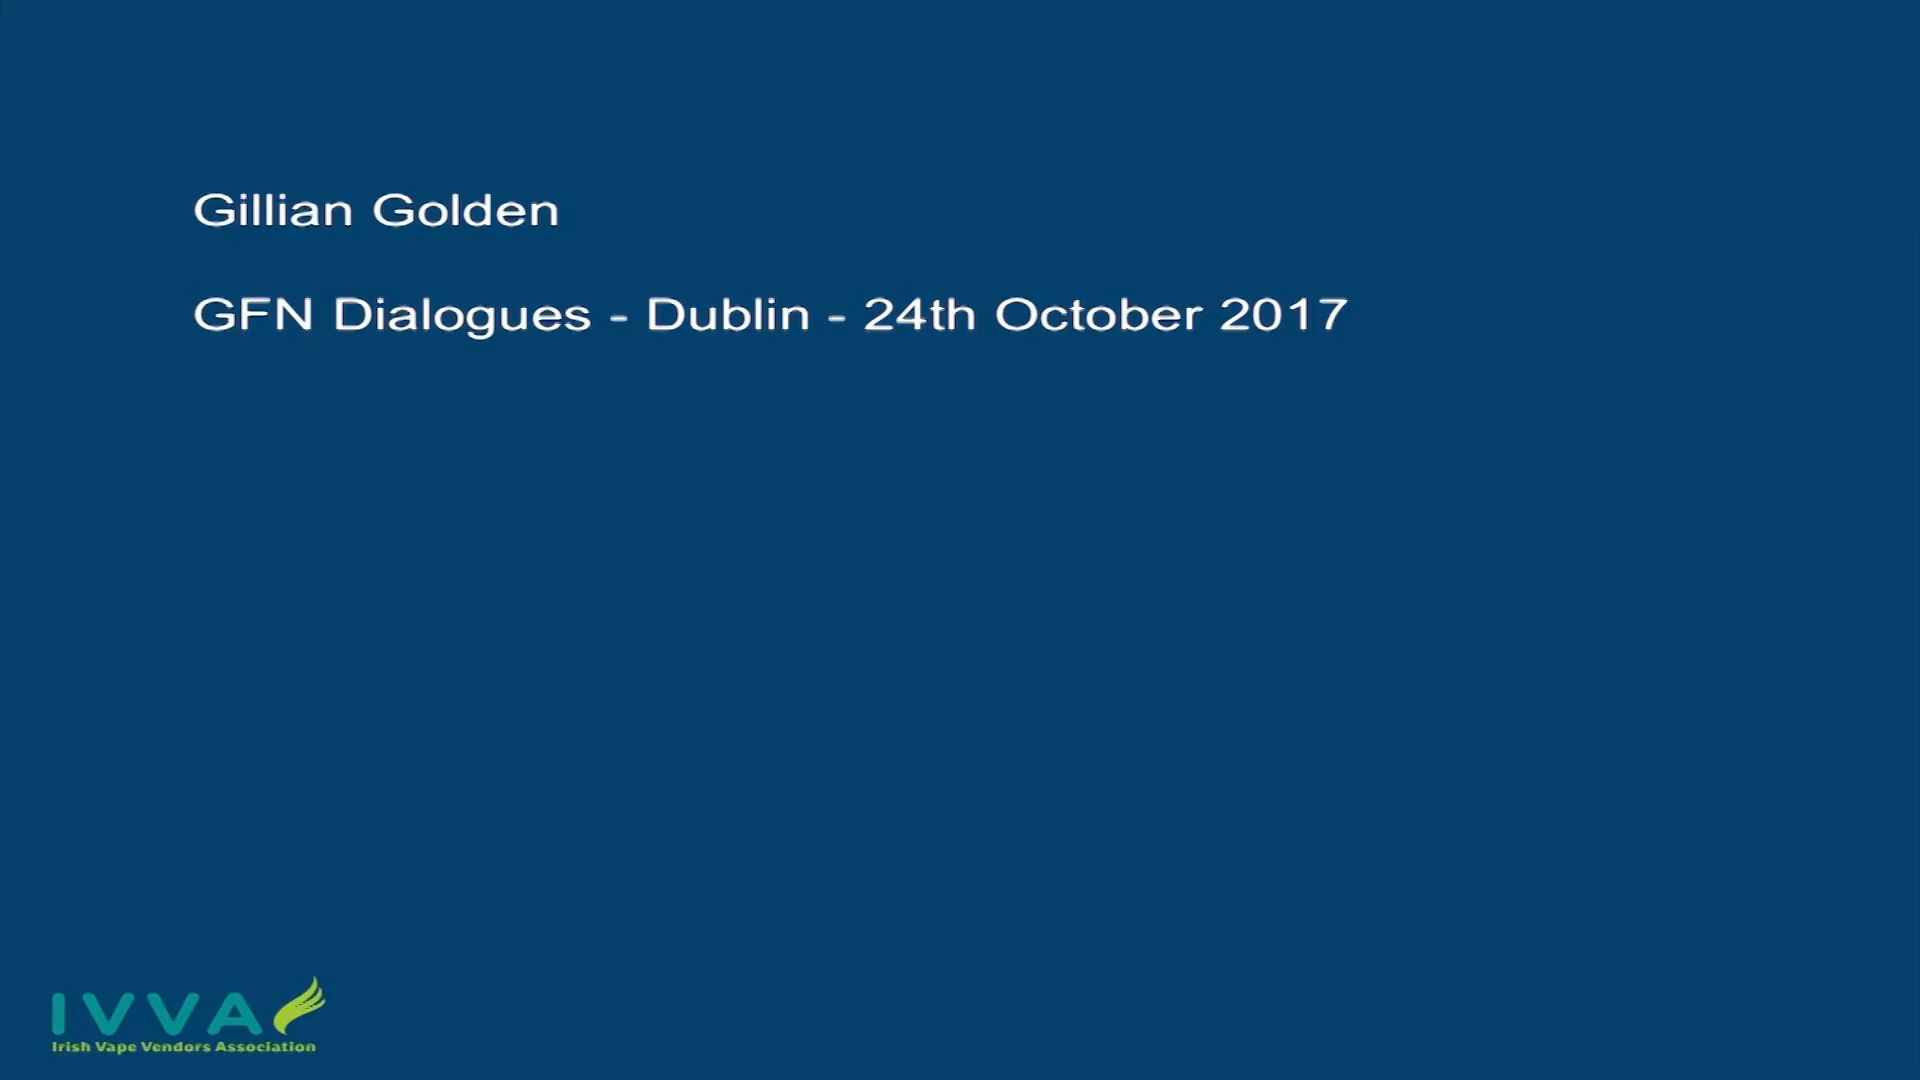 Gillian Golden
GFN Dialogues - Dublin - 24th October 2017
IVVA
Irish Vape Vendors Association